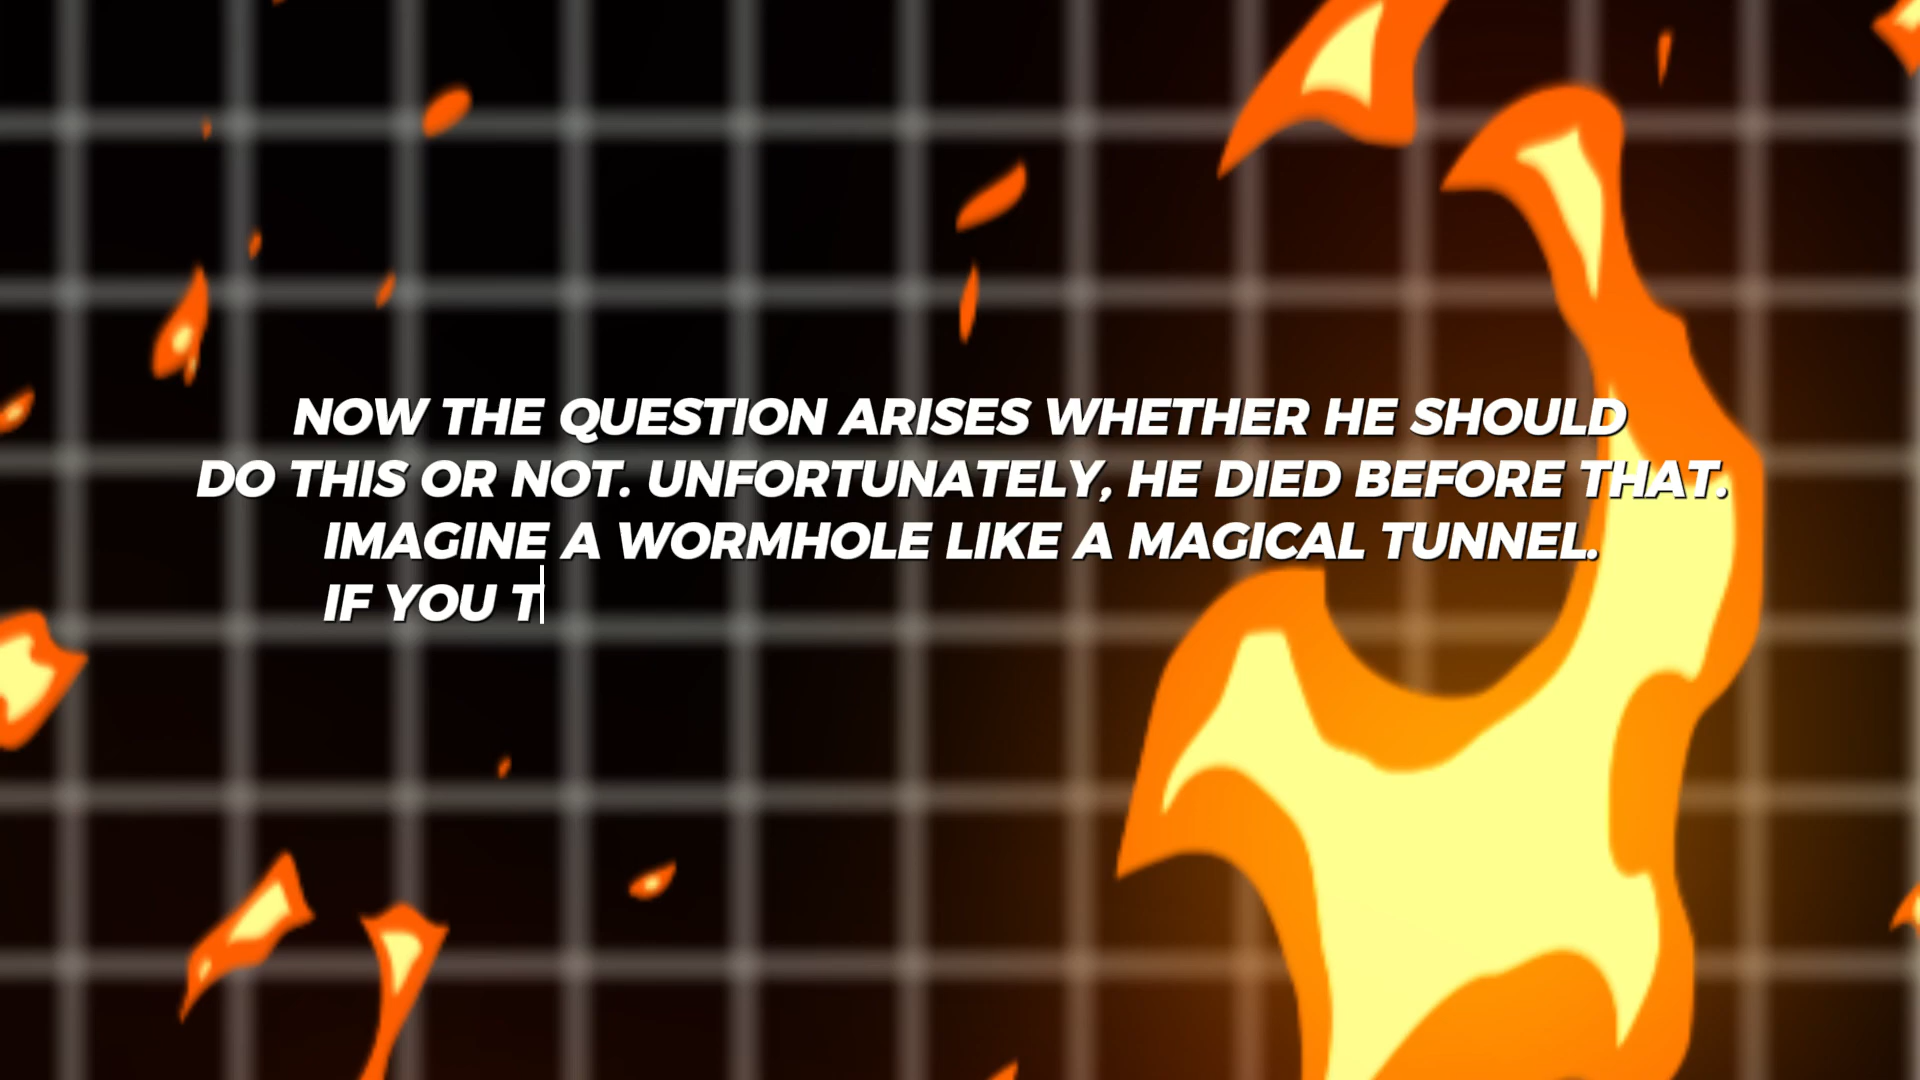 NOW THE QUESTION ARISES WHETHER HE SHOULD
DO THIS OR NOT. UNFORTUNATELY, HE DIED BEFORE THAT.
IMAGINE A WORMHOLE LIKE A MAGICAL TUNNEL.
IF YOU T